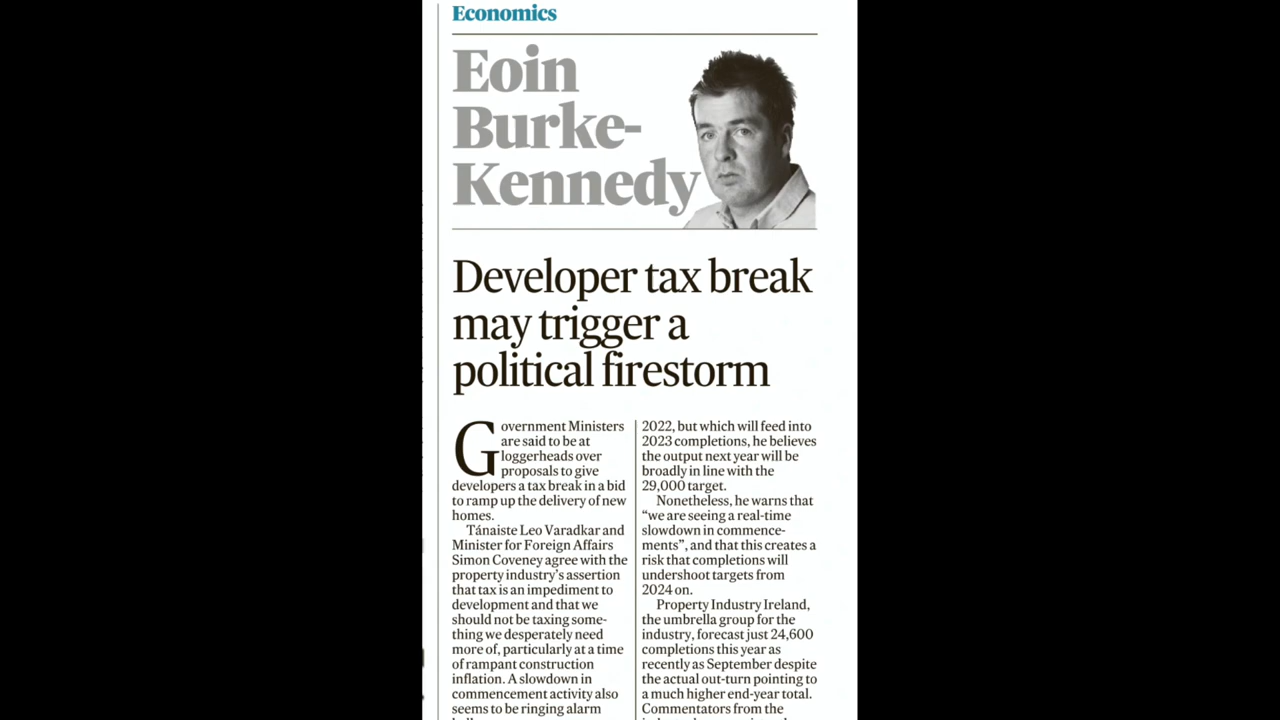 Economics
Eoin
Burke-
Kennedy
Developer tax break
may trigger a
political firestorm
Government Ministers
are said to be at
loggerheads over
proposals to give
developers a tax break in a bid
to ramp up the delivery of new
homes.
Tánaiste Leo Varadkar and
Minister for Foreign Affairs
Simon Coveney agree with the
property industry's assertion
that tax is an impediment to
development and that we
should not be taxing some-
thing we desperately need
more of, particularly at a time
of rampant construction
inflation. A slowdown in
commencement activity also
seems to be ringing alarm
2022, but which will feed into
2023 completions, he believes
the output next year will be
broadly in line with the
29,000 target.
Nonetheless, he warns that
“we are seeing a real-time
slowdown in commence-
ments”, and that this creates a
risk that completions will
undershoot targets from
2024 on.
Property Industry Ireland,
the umbrella group for the
industry, forecast just 24,600
completions this year as
recently as September despite
the actual out-turn pointing to
a much higher end-year total.
Commentators from the